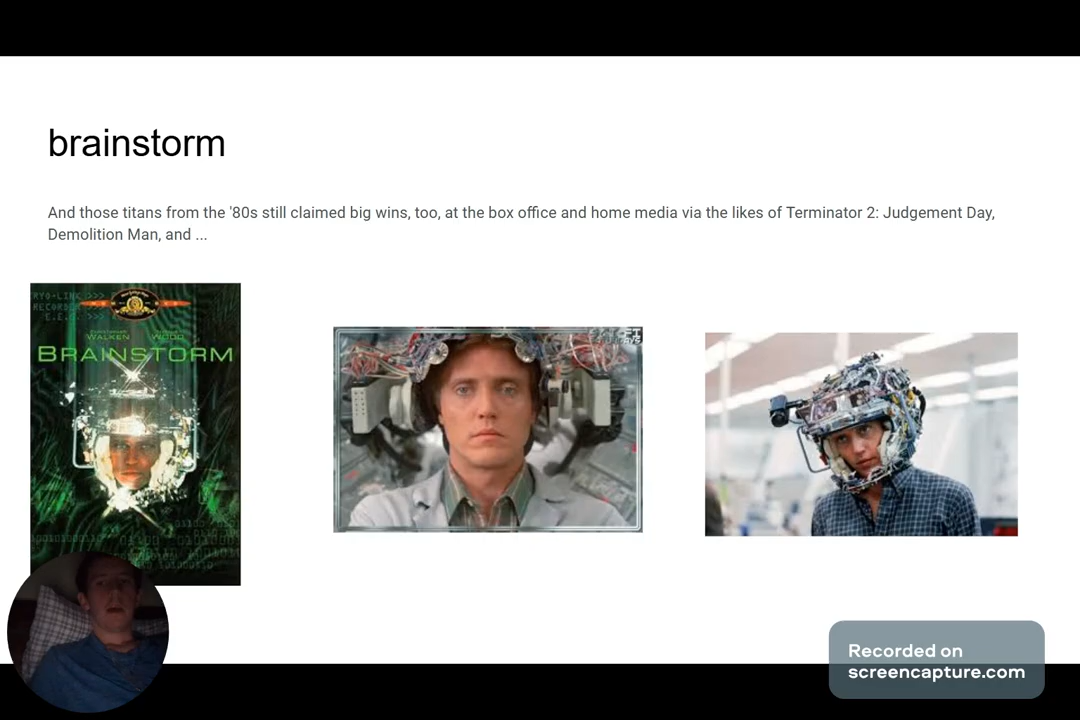 brainstorm
And those titans from the '80s still claimed big wins, too, at the box office and home media via the likes of Terminator 2: Judgement Day,
Demolition Man, and ...
WALKEN WOOD
BRAINSTORM
Recorded on
screencapture.com